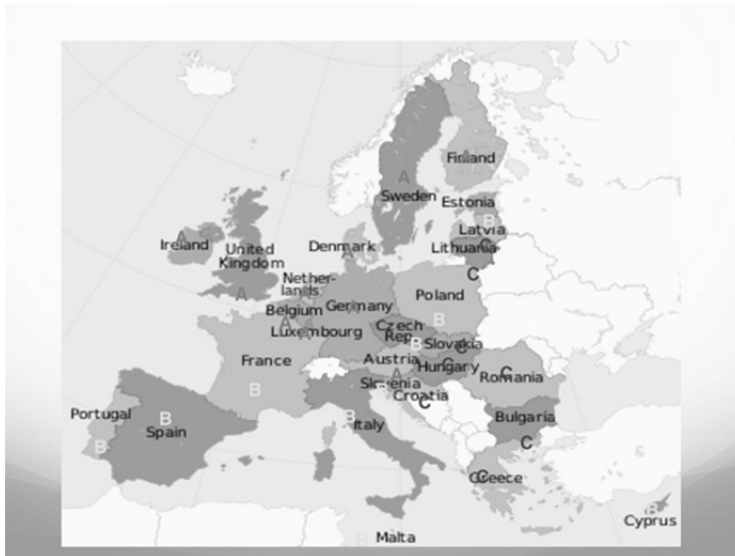 Finland
A
A
Sweden
Estonia
B
Latvia
A
Ireland
United
Kingdom
A
Denmark
A
Lithuania
C
C
Nether-
lands
Belgium
A
Germany
A
Poland
B
Luxembourg
A
Czech
Rep.
B
Slovakia
C
France
B
Austria
A
Hungary
C
Romania
C
Slovenia
Croatia
C
Portugal
B
B
Spain
B
Italy
Bulgaria
C
Greece
C
B
Cyprus
B
Malta